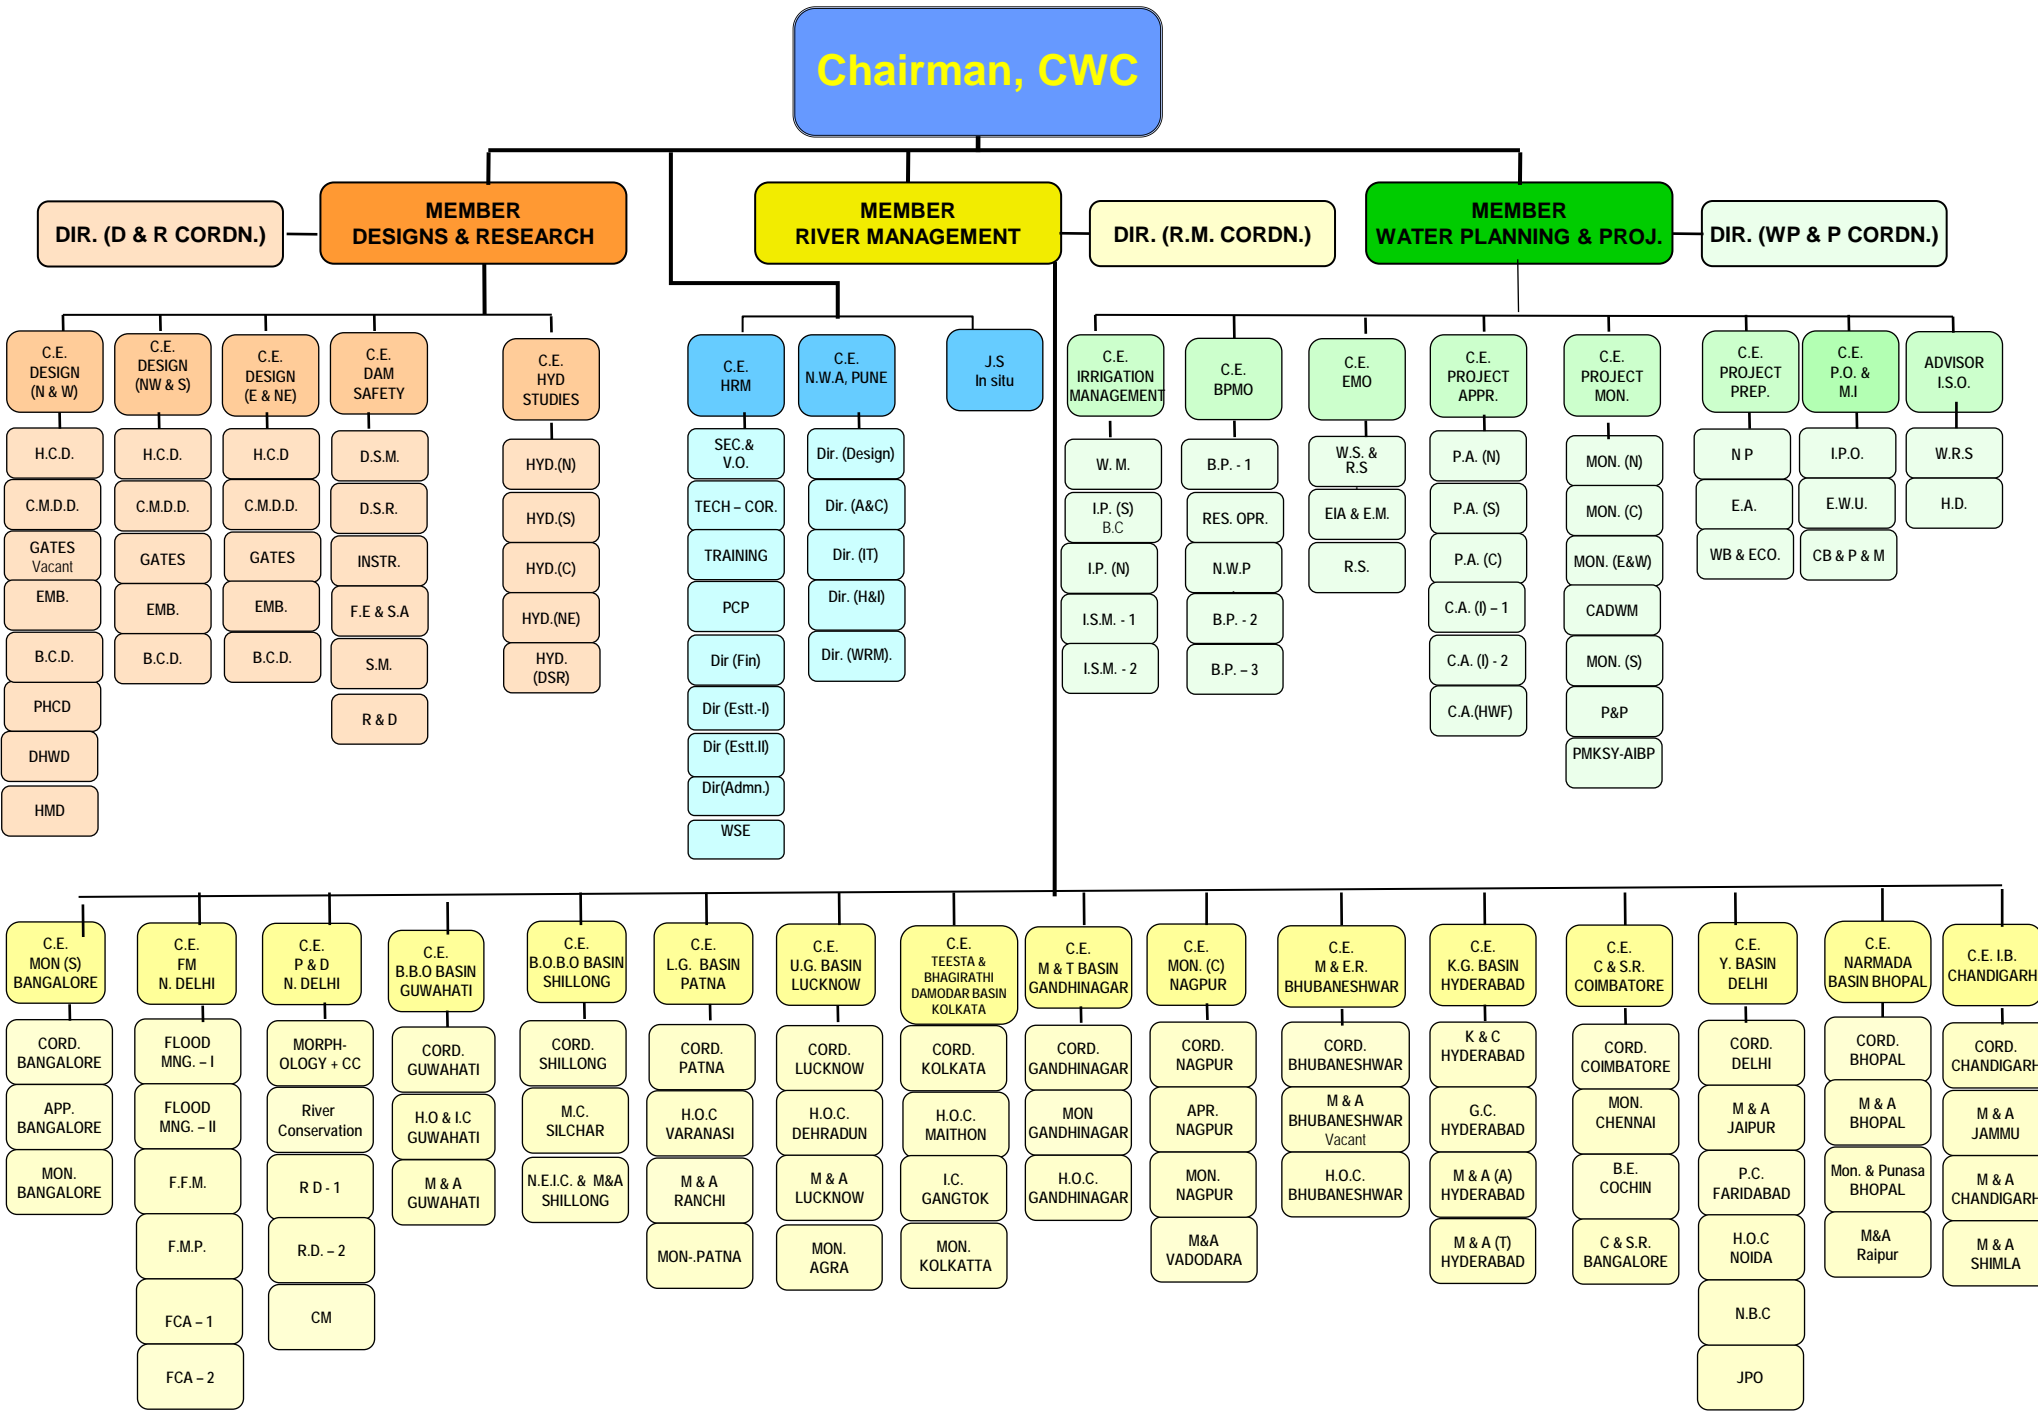 Chairman, CWC
DIR. (D & R CORDN.)
MEMBER
DESIGNS & RESEARCH
MEMBER
RIVER MANAGEMENT
DIR. (R.M. CORDN.)
MEMBER
WATER PLANNING & PROJ.
DIR. (WP & P CORDN.)
C.E.
DESIGN
(N & W)
H.C.D.
C.M.D.D.
GATES
Vacant
EMB.
B.C.D.
PHCD
DHWD
HMD
C.E.
DESIGN
(NW & S)
H.C.D.
C.M.D.D.
GATES
EMB.
B.C.D.
C.E.
DESIGN
(E & NE)
H.C.D
C.M.D.D.
GATES
EMB.
B.C.D.
C.E.
DAM
SAFETY
D.S.M.
D.S.R.
INSTR.
F.E & S.A
S.M.
R & D
C.E.
HYD
STUDIES
HYD.(N)
HYD.(S)
HYD.(C)
HYD.(NE)
HYD.
(DSR)
C.E.
HRM
SEC.&
V.O.
TECH – COR.
TRAINING
PCP
Dir (Fin)
Dir (Estt.-I)
Dir (Estt.II)
Dir(Admn.)
WSE
C.E.
N.W.A, PUNE
Dir. (Design)
Dir. (A&C)
Dir. (IT)
Dir. (H&I)
Dir. (WRM).
J.S
In situ
C.E.
IRRIGATION
MANAGEMENT
W. M.
I.P. (S)
B.C
I.P. (N)
I.S.M. - 1
I.S.M. - 2
C.E.
BPMO
B.P. - 1
RES. OPR.
N.W.P
B.P. - 2
B.P. – 3
C.E.
EMO
W.S. &
R.S
EIA & E.M.
R.S.
C.E.
PROJECT
APPR.
P.A. (N)
P.A. (S)
P.A. (C)
C.A. (I) – 1
C.A. (I) - 2
C.A.(HWF)
C.E.
PROJECT
MON.
MON. (N)
MON. (C)
MON. (E&W)
CADWM
MON. (S)
P&P
PMKSY-AIBP
C.E.
PROJECT
PREP.
N P
E.A.
WB & ECO.
C.E.
P.O. &
M.I
I.P.O.
E.W.U.
CB & P & M
ADVISOR
I.S.O.
W.R.S
H.D.
C.E.
MON (S)
BANGALORE
CORD.
BANGALORE
APP.
BANGALORE
MON.
BANGALORE
C.E.
FM
N. DELHI
FLOOD
MNG. – I
FLOOD
MNG. – II
F.F.M.
F.M.P.
FCA – 1
FCA – 2
C.E.
P & D
N. DELHI
MORPH-
OLOGY + CC
River
Conservation
R D - 1
R.D. – 2
CM
C.E.
B.B.O BASIN
GUWAHATI
CORD.
GUWAHATI
H.O & I.C
GUWAHATI
M & A
GUWAHATI
C.E.
B.O.B.O BASIN
SHILLONG
CORD.
SHILLONG
M.C.
SILCHAR
N.E.I.C. & M&A
SHILLONG
C.E.
L.G. BASIN
PATNA
CORD.
PATNA
H.O.C
VARANASI
M & A
RANCHI
MON-.PATNA
C.E.
U.G. BASIN
LUCKNOW
CORD.
LUCKNOW
H.O.C.
DEHRADUN
M & A
LUCKNOW
MON.
AGRA
C.E.
TEESTA &
BHAGIRATHI
DAMODAR BASIN
KOLKATA
CORD.
KOLKATA
H.O.C.
MAITHON
I.C.
GANGTOK
MON.
KOLKATTA
C.E.
M & T BASIN
GANDHINAGAR
CORD.
GANDHINAGAR
MON
GANDHINAGAR
H.O.C.
GANDHINAGAR
C.E.
MON. (C)
NAGPUR
CORD.
NAGPUR
APR.
NAGPUR
MON.
NAGPUR
M&A
VADODARA
C.E.
M & E.R.
BHUBANESHWAR
CORD.
BHUBANESHWAR
M & A
BHUBANESHWAR
Vacant
H.O.C.
BHUBANESHWAR
C.E.
K.G. BASIN
HYDERABAD
K & C
HYDERABAD
G.C.
HYDERABAD
M & A (A)
HYDERABAD
M & A (T)
HYDERABAD
C.E.
C & S.R.
COIMBATORE
CORD.
COIMBATORE
MON.
CHENNAI
B.E.
COCHIN
C & S.R.
BANGALORE
C.E.
Y. BASIN
DELHI
CORD.
DELHI
M & A
JAIPUR
P.C.
FARIDABAD
H.O.C
NOIDA
N.B.C
JPO
C.E.
NARMADA
BASIN BHOPAL
CORD.
BHOPAL
M & A
BHOPAL
Mon. & Punasa
BHOPAL
M&A
Raipur
C.E. I.B.
CHANDIGARH
CORD.
CHANDIGARH
M & A
JAMMU
M & A
CHANDIGARH
M & A
SHIMLA